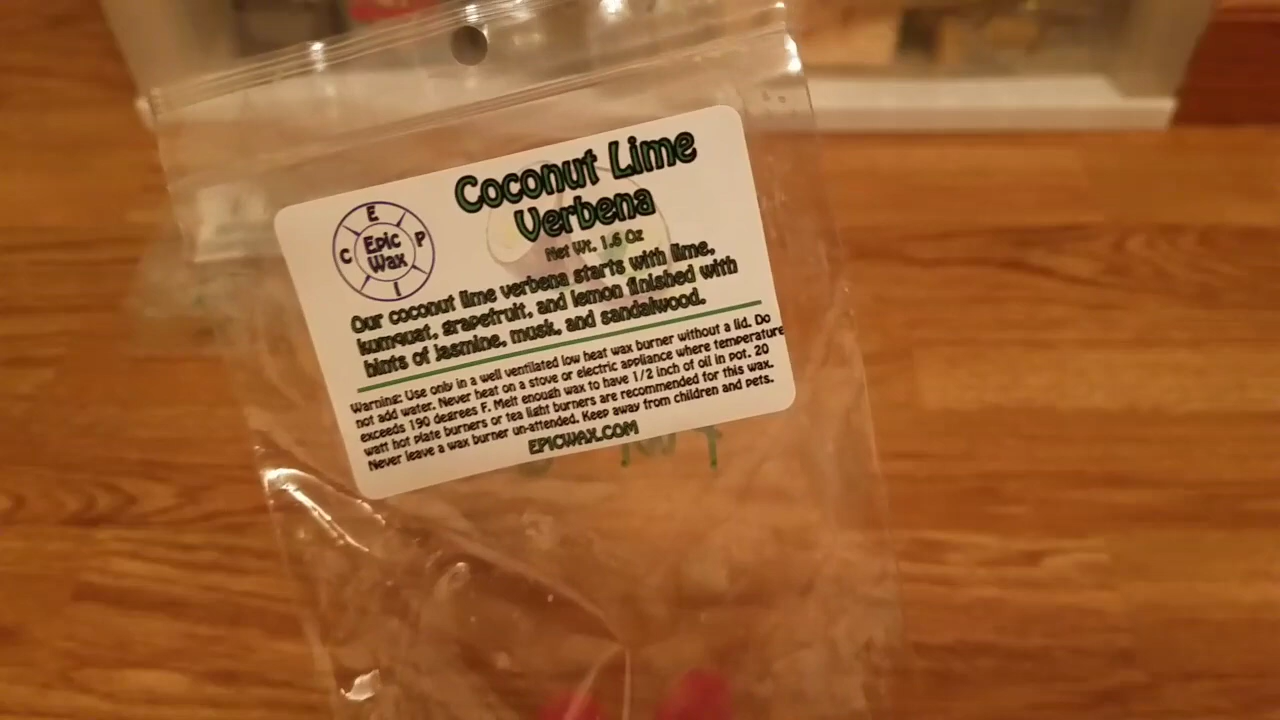 Coconut Lime
Verbena
Net Wt. 1.6 Oz
E
P
I
C
Epic
Wax
Our coconut lime verbena starts with lime,
kumquat, grapefruit, and lemon finished with
hints of jasmine, musk, and sandalwood.
Warning: Use only in a well ventilated low heat wax burner without a lid. Do
not add water. Never heat on a stove or electric appliance where temperature
exceeds 190 degrees F. Melt enough wax to have 1/2 inch of oil in pot. 20
watt hot plate burners or tea light burners are recommended for this wax.
Never leave a wax burner un-attended. Keep away from children and pets.
EPICWAX.COM